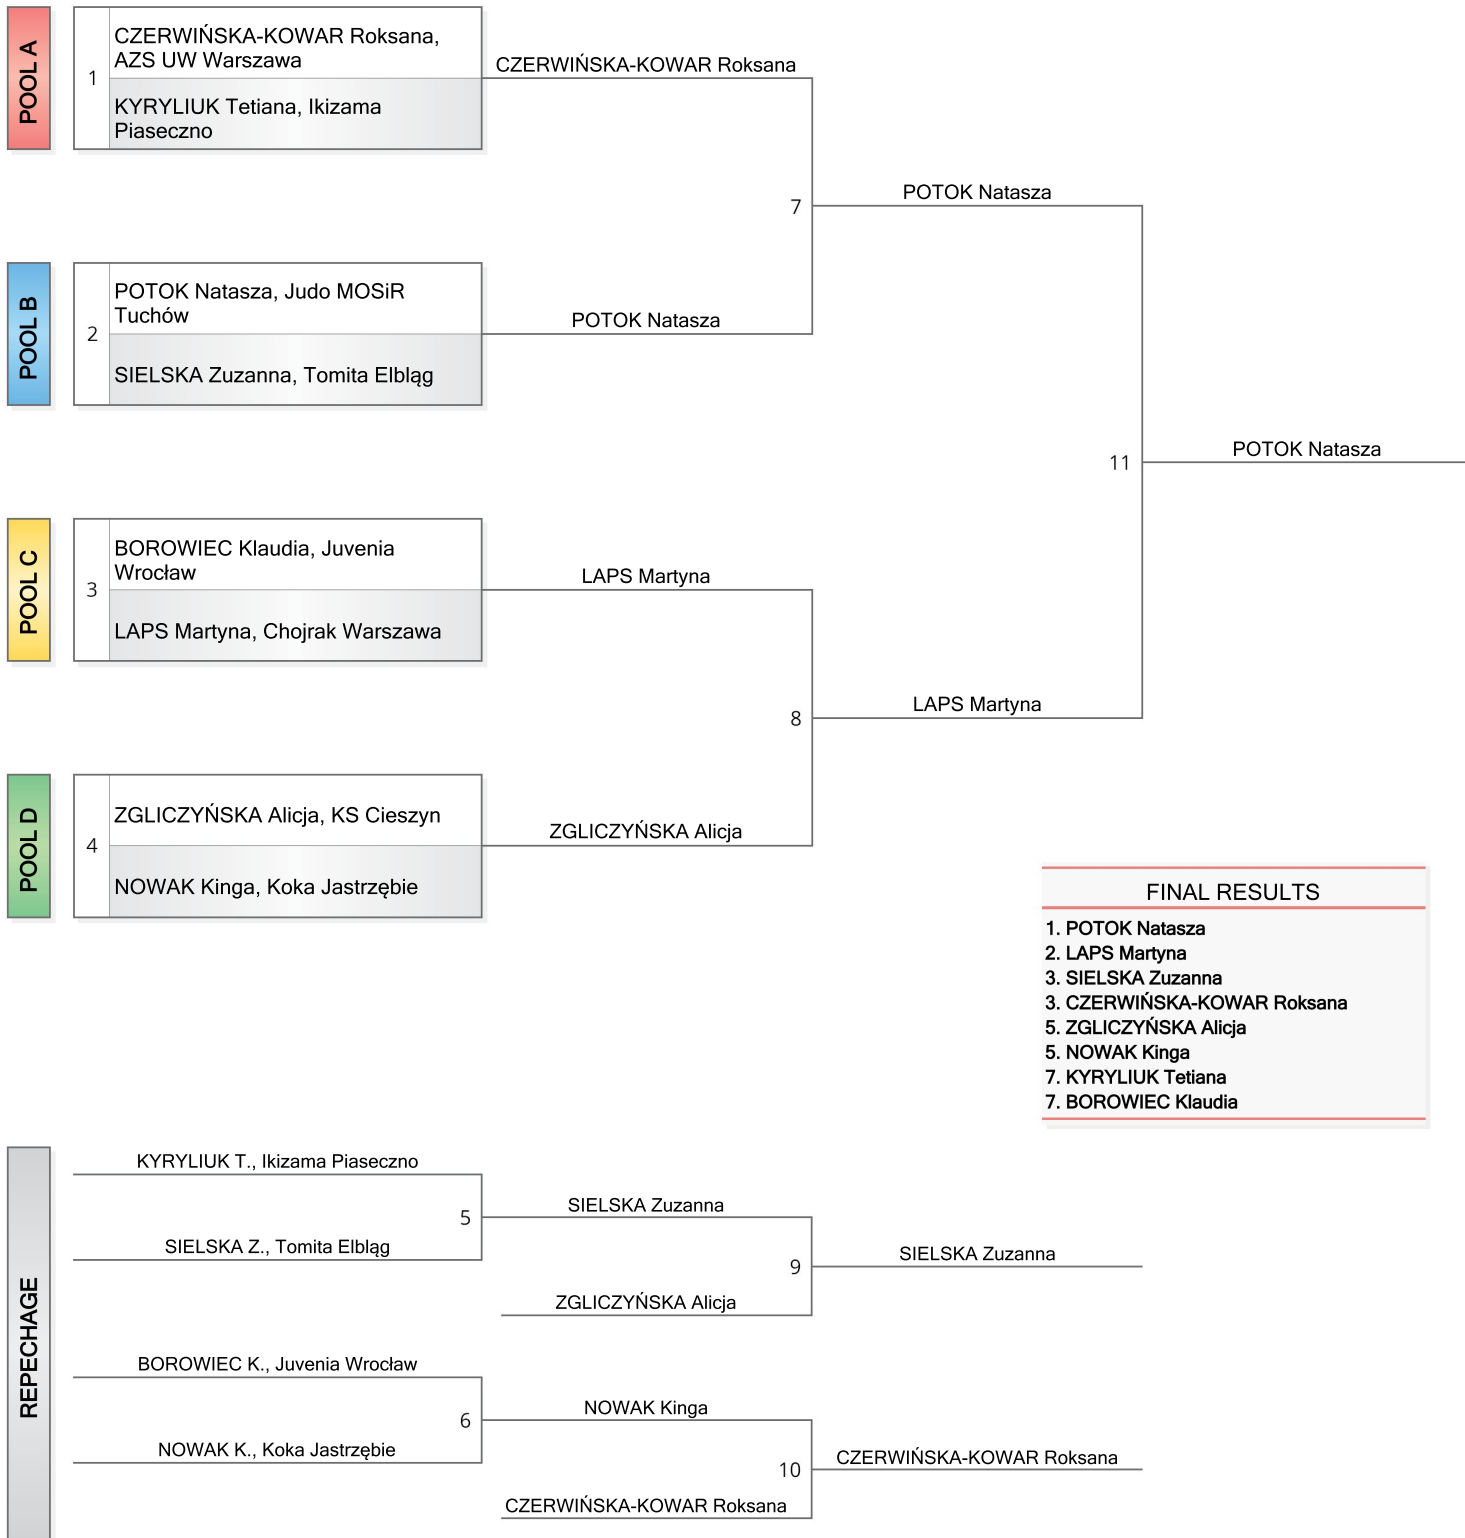 POOL A
1
CZERWIŃSKA-KOWAR Roksana,
AZS UW Warszawa
KYRYLIUK Tetiana, Ikizama
Piaseczno
CZERWIŃSKA-KOWAR Roksana
7
POTOK Natasza
POOL B
2
POTOK Natasza, Judo MOSiR
Tuchów
SIELSKA Zuzanna, Tomita Elbląg
POTOK Natasza
11
POTOK Natasza
POOL C
3
BOROWIEC Klaudia, Juvenia
Wrocław
LAPS Martyna, Chojrak Warszawa
LAPS Martyna
8
LAPS Martyna
POOL D
4
ZGLICZYŃSKA Alicja, KS Cieszyn
NOWAK Kinga, Koka Jastrzębie
ZGLICZYŃSKA Alicja
FINAL RESULTS
1. POTOK Natasza
2. LAPS Martyna
3. SIELSKA Zuzanna
3. CZERWIŃSKA-KOWAR Roksana
5. ZGLICZYŃSKA Alicja
5. NOWAK Kinga
7. KYRYLIUK Tetiana
7. BOROWIEC Klaudia
REPECHAGE
KYRYLIUK T., Ikizama Piaseczno
5
SIELSKA Z., Tomita Elbląg
SIELSKA Zuzanna
9
ZGLICZYŃSKA Alicja
SIELSKA Zuzanna
BOROWIEC K., Juvenia Wrocław
6
NOWAK K., Koka Jastrzębie
NOWAK Kinga
10
CZERWIŃSKA-KOWAR Roksana
CZERWIŃSKA-KOWAR Roksana